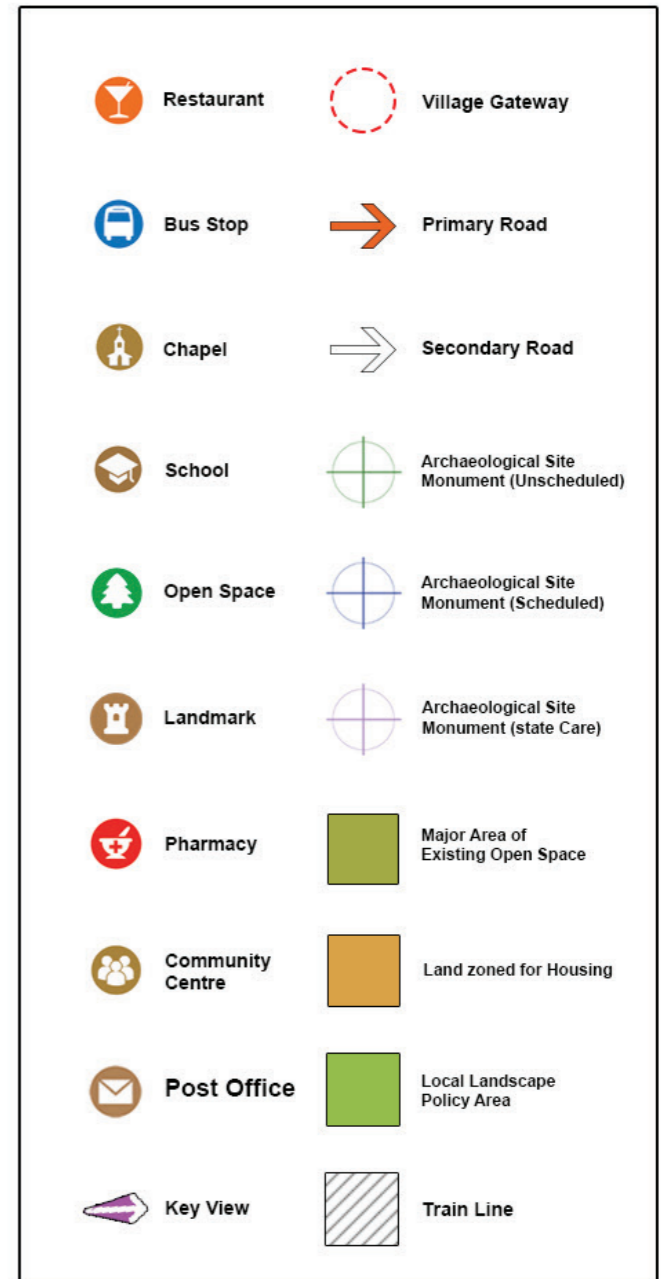 Restaurant
Village Gateway
Bus Stop
Primary Road
Chapel
Secondary Road
School
Archaeological Site
Monument (Unscheduled)
Open Space
Archaeological Site
Monument (Scheduled)
Landmark
Archaeological Site
Monument (state Care)
Pharmacy
Major Area of
Existing Open Space
Community
Centre
Land zoned for Housing
Post Office
Local Landscape
Policy Area
Key View
Train Line